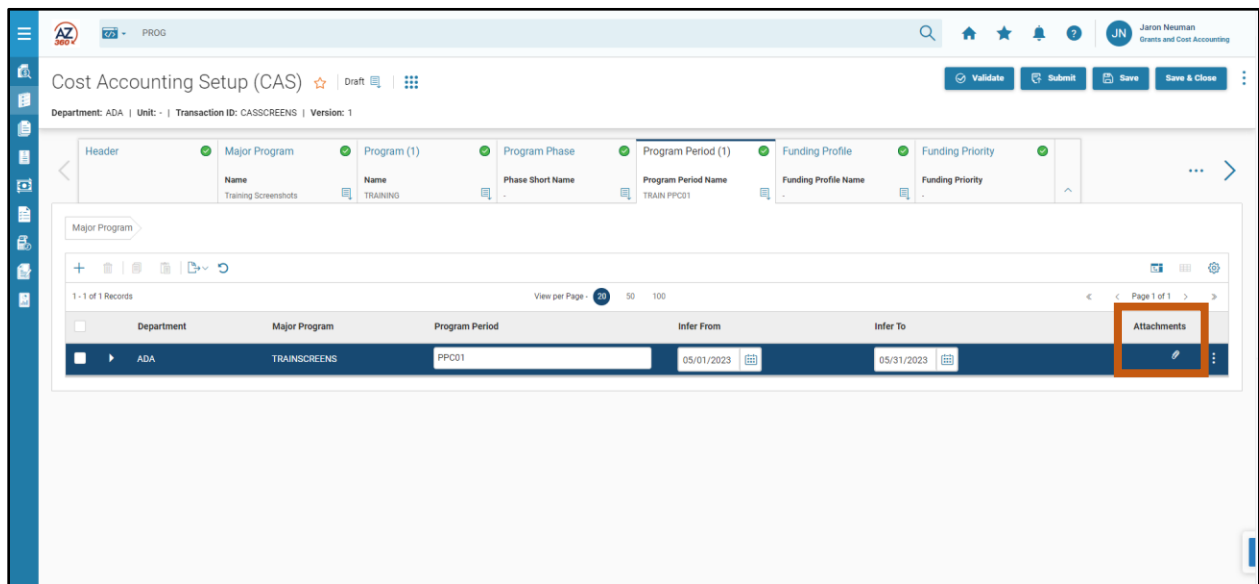 AZ
360
PROG
JN
Jaron Neuman
Grants and Cost Accounting
Cost Accounting Setup (CAS)
Draft
Validate
Submit
Save
Save & Close
Department: ADA | Unit: - | Transaction ID: CASSCREENS | Version: 1
Header
Major Program
Program (1)
Program Phase
Program Period (1)
Funding Profile
Funding Priority
Name
Name
Phase Short Name
Program Period Name
Funding Profile Name
Funding Priority
Training Screenshots
TRAINING
-
TRAIN PPC01
-
-
Major Program
1 - 1 of 1 Records
View per Page - 20 50 100
Page 1 of 1
Department Major Program Program Period Infer From Infer To Attachments
ADA TRAINSCREENS PPC01 05/01/2023 05/31/2023